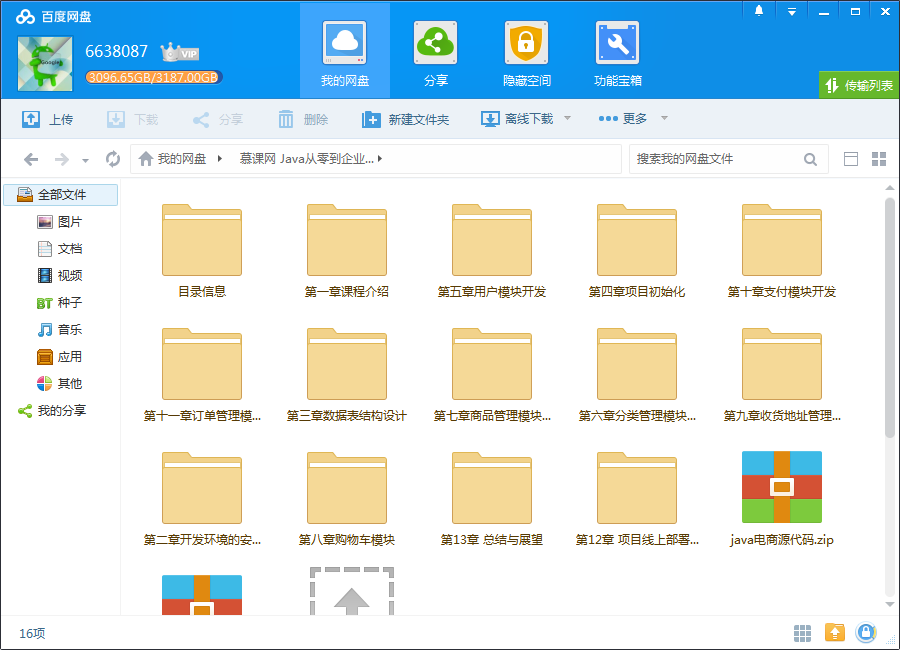 百度网盘
6638087 VIP
3096.65GB/3187.00GB
我的网盘
分享
隐藏空间
功能宝箱
传输列表
上传
下载
分享
删除
新建文件夹
离线下载
更多
我的网盘
慕课网 Java从零到企业...
搜索我的网盘文件
全部文件
图片
文档
视频
BT 种子
音乐
应用
其他
我的分享
目录信息
第一章课程介绍
第五章用户模块开发
第四章项目初始化
第十章支付模块开发
第十一章订单管理模...
第三章数据表结构设计
第七章商品管理模块...
第六章分类管理模块...
第九章收货地址管理...
第二章开发环境的安...
第八章购物车模块
第13章 总结与展望
第12章 项目线上部署...
java电商源代码.zip
16项